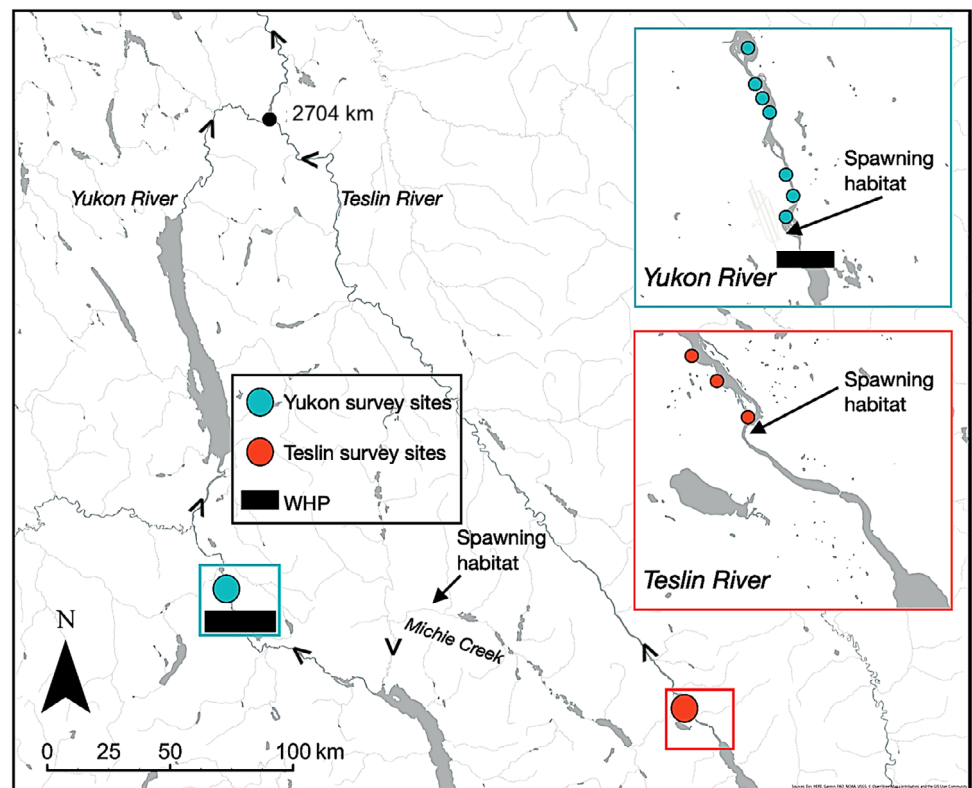 2704 km
Yukon River
Teslin River
Yukon survey sites
Teslin survey sites
WHP
Spawning
habitat
Michie Creek
N
0 25 50 100 km
Spawning
habitat
Yukon River
Spawning
habitat
Teslin River